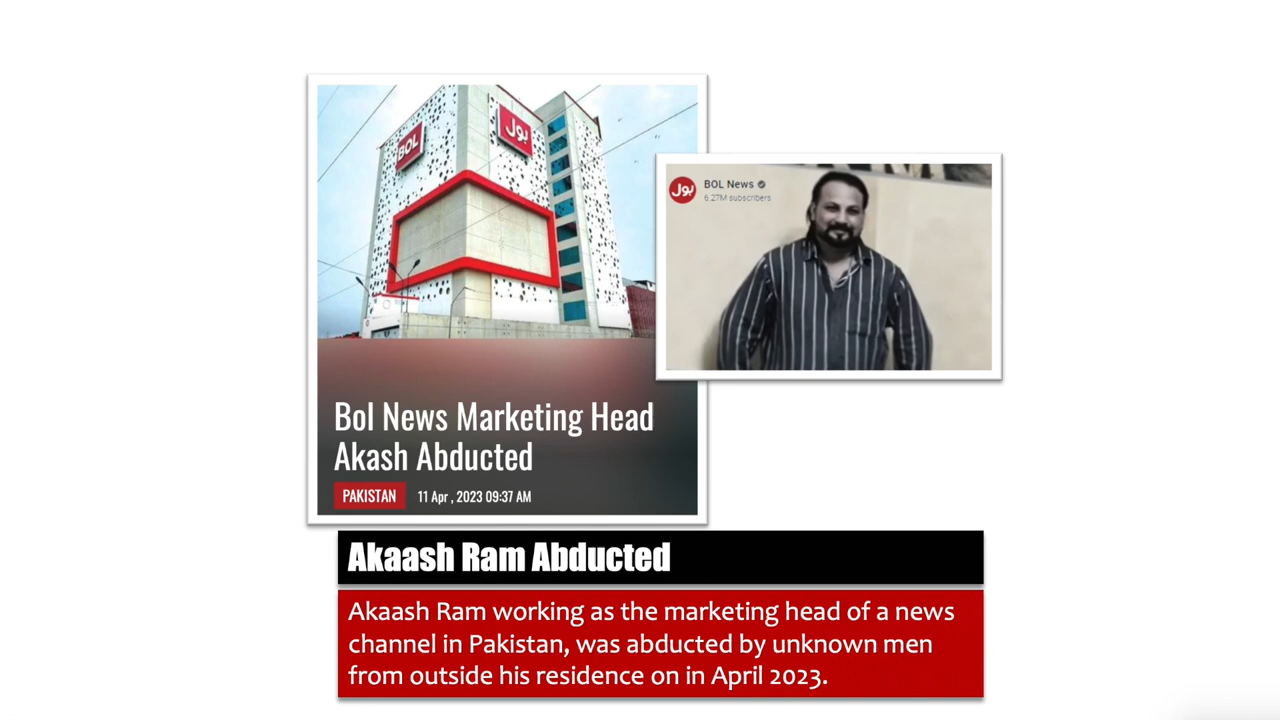 BOL
بول
Bol News Marketing Head
Akash Abducted
PAKISTAN 11 Apr , 2023 09:37 AM
بول
BOL News
6.27M subscribers
Akaash Ram Abducted
Akaash Ram working as the marketing head of a news
channel in Pakistan, was abducted by unknown men
from outside his residence on in April 2023.